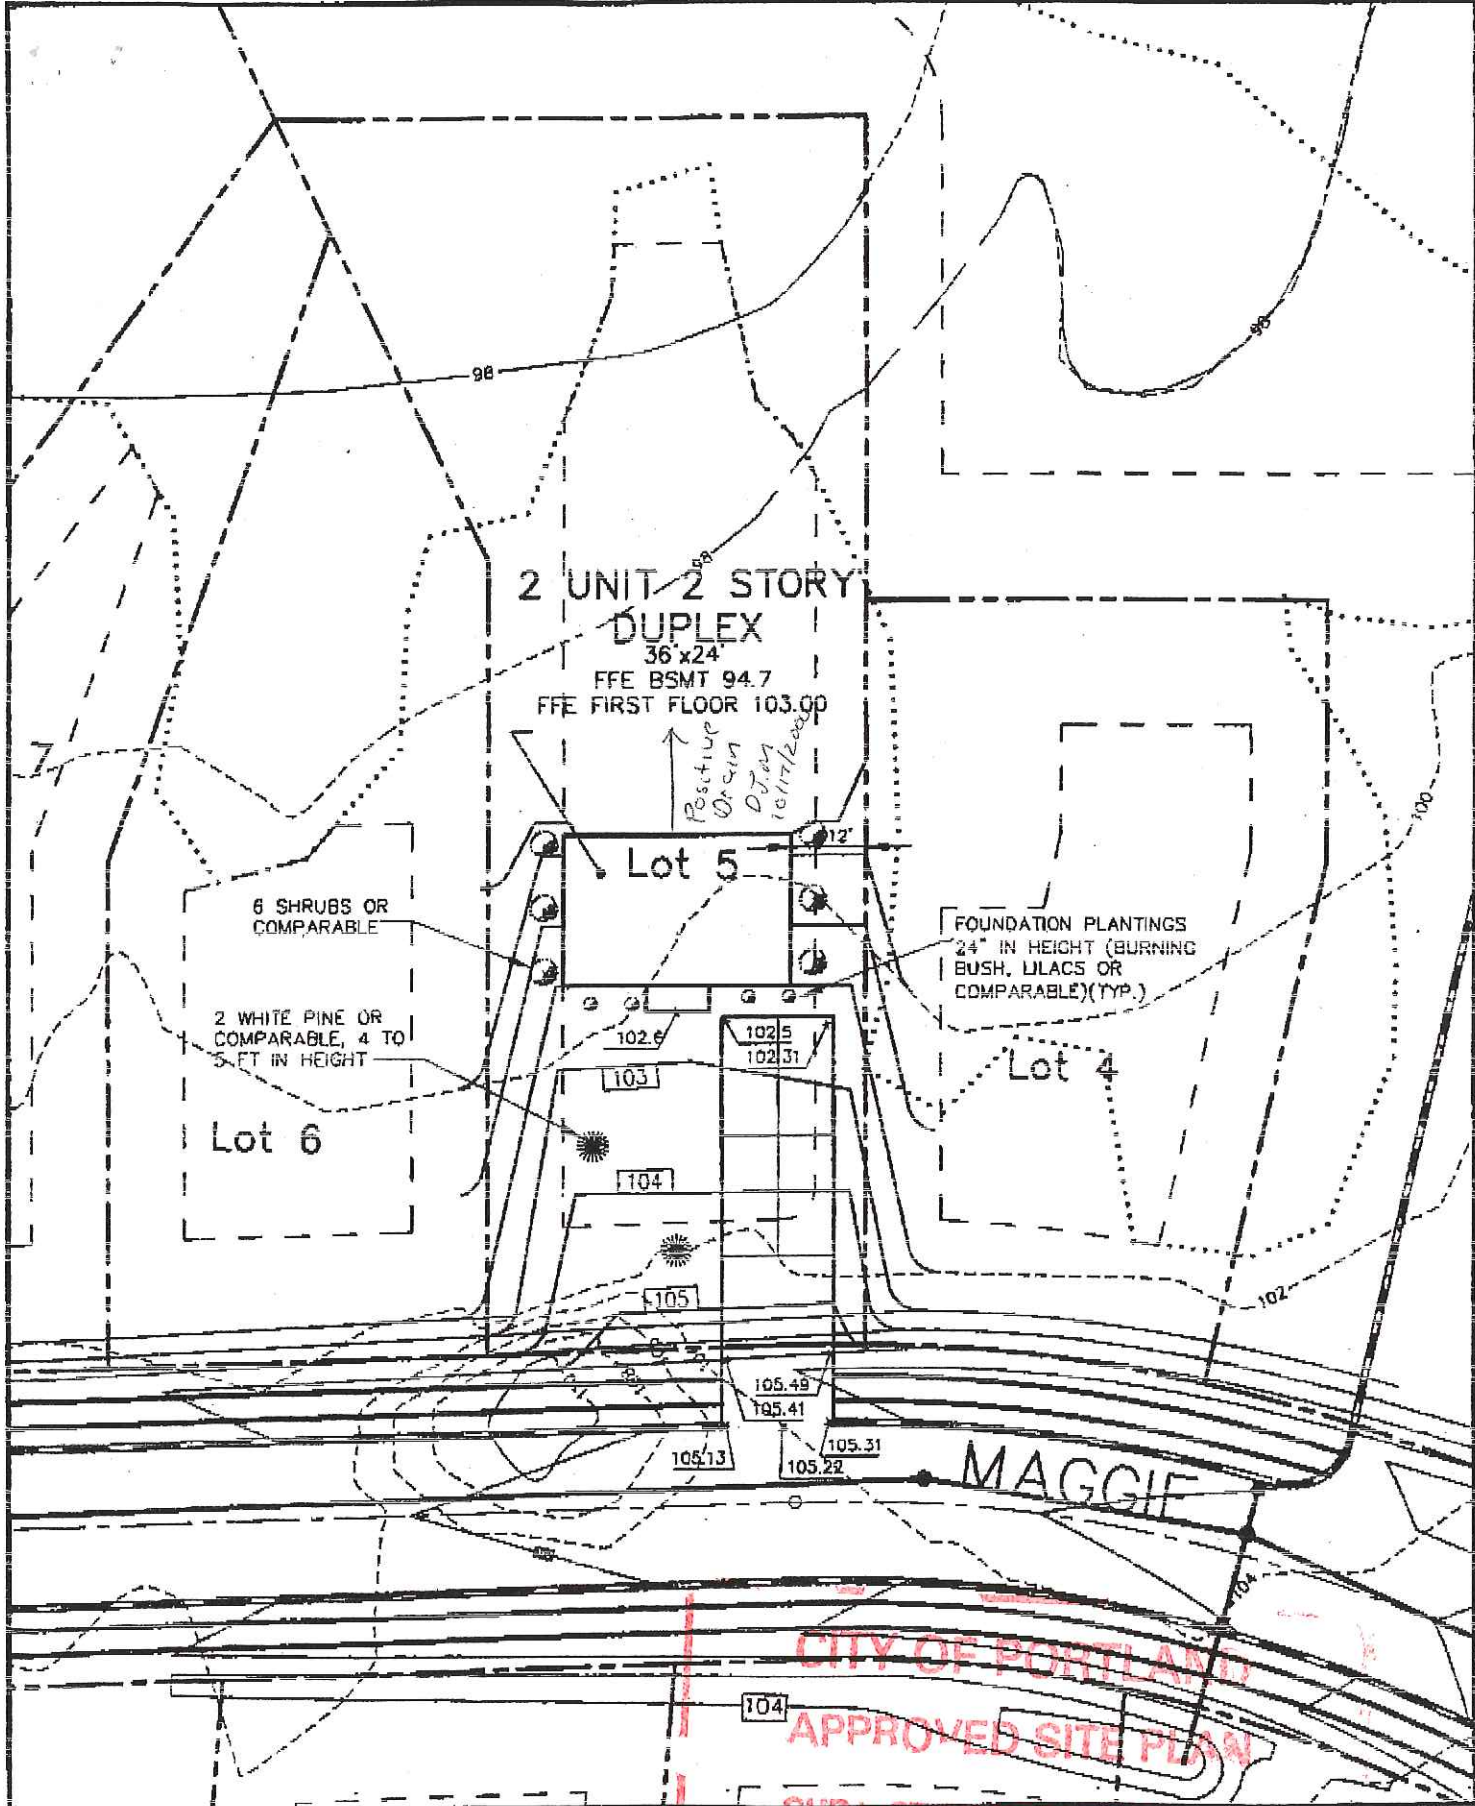 98
98
98
2 UNIT 2 STORY
DUPLEX
36'x24'
FFE BSMT 94.7
FFE FIRST FLOOR 103.00
Positive
Drain
DJM
10/17/2000
7
100
Lot 5
12'
6 SHRUBS OR
COMPARABLE
FOUNDATION PLANTINGS
24" IN HEIGHT (BURNING
BUSH, LILACS OR
COMPARABLE)(TYP.)
2 WHITE PINE OR
COMPARABLE, 4 TO
5 FT IN HEIGHT
102.6
102.5
102.31
103
Lot 4
Lot 6
104
105
102
105.49
105.41
105.13
105.22
105.31
MAGGIE
104
CITY OF PORTLAND
104
APPROVED SITE PLAN